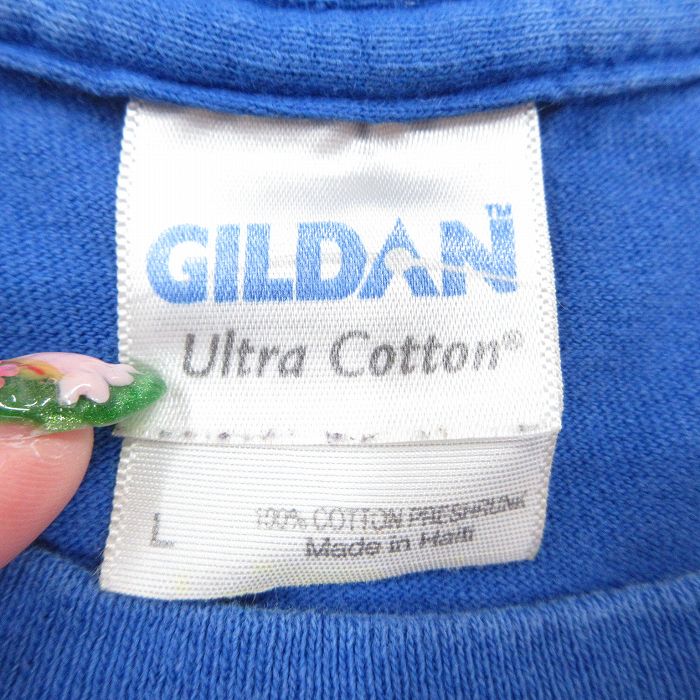 GILDAN™
Ultra Cotton®
L
100% COTTON PRESHRUNK
Made in Haiti